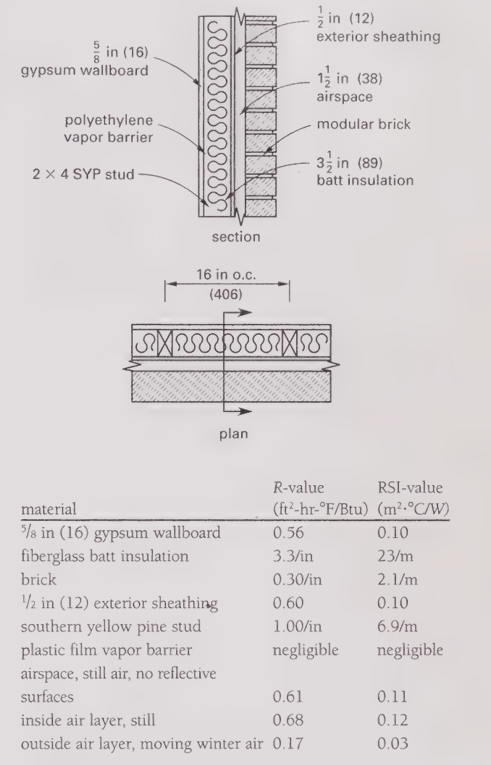 1/2 in (12)
exterior sheathing
5/8 in (16)
gypsum wallboard
1 1/2 in (38)
airspace
polyethylene
vapor barrier
modular brick
2 × 4 SYP stud
3 1/2 in (89)
batt insulation
section
16 in o.c.
(406)
plan
R-value RSI-value
material (ft²-hr-°F/Btu) (m²·°C/W)
5/8 in (16) gypsum wallboard 0.56 0.10
fiberglass batt insulation 3.3/in 23/m
brick 0.30/in 2.1/m
1/2 in (12) exterior sheathing 0.60 0.10
southern yellow pine stud 1.00/in 6.9/m
plastic film vapor barrier negligible negligible
airspace, still air, no reflective
surfaces 0.61 0.11
inside air layer, still 0.68 0.12
outside air layer, moving winter air 0.17 0.03